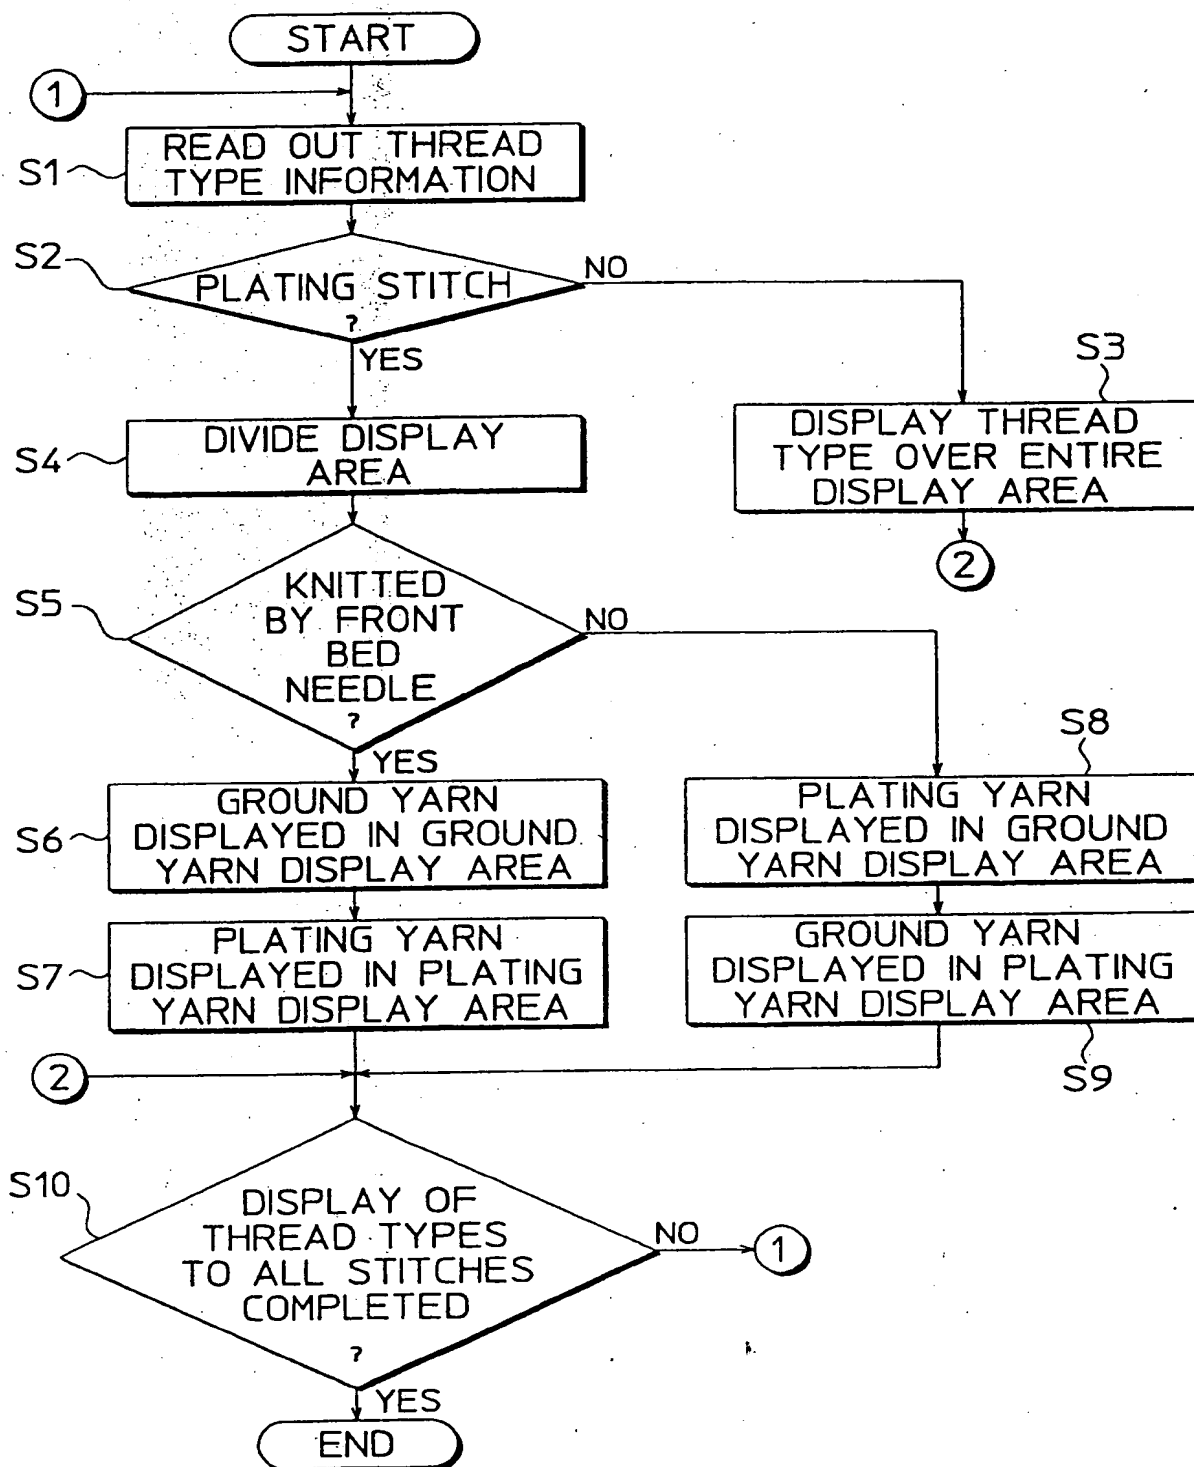 START
1
S1
READ OUT THREAD
TYPE INFORMATION
S2
PLATING STITCH
?
NO
YES
S3
DISPLAY THREAD
TYPE OVER ENTIRE
DISPLAY AREA
2
S4
DIVIDE DISPLAY
AREA
S5
KNITTED
BY FRONT
BED
NEEDLE
?
NO
YES
S6
GROUND YARN
DISPLAYED IN GROUND
YARN DISPLAY AREA
S8
PLATING YARN
DISPLAYED IN GROUND
YARN DISPLAY AREA
S7
PLATING YARN
DISPLAYED IN PLATING
YARN DISPLAY AREA
GROUND YARN
DISPLAYED IN PLATING
YARN DISPLAY AREA
S9
2
S10
DISPLAY OF
THREAD TYPES
TO ALL STITCHES
COMPLETED
?
NO
1
YES
END